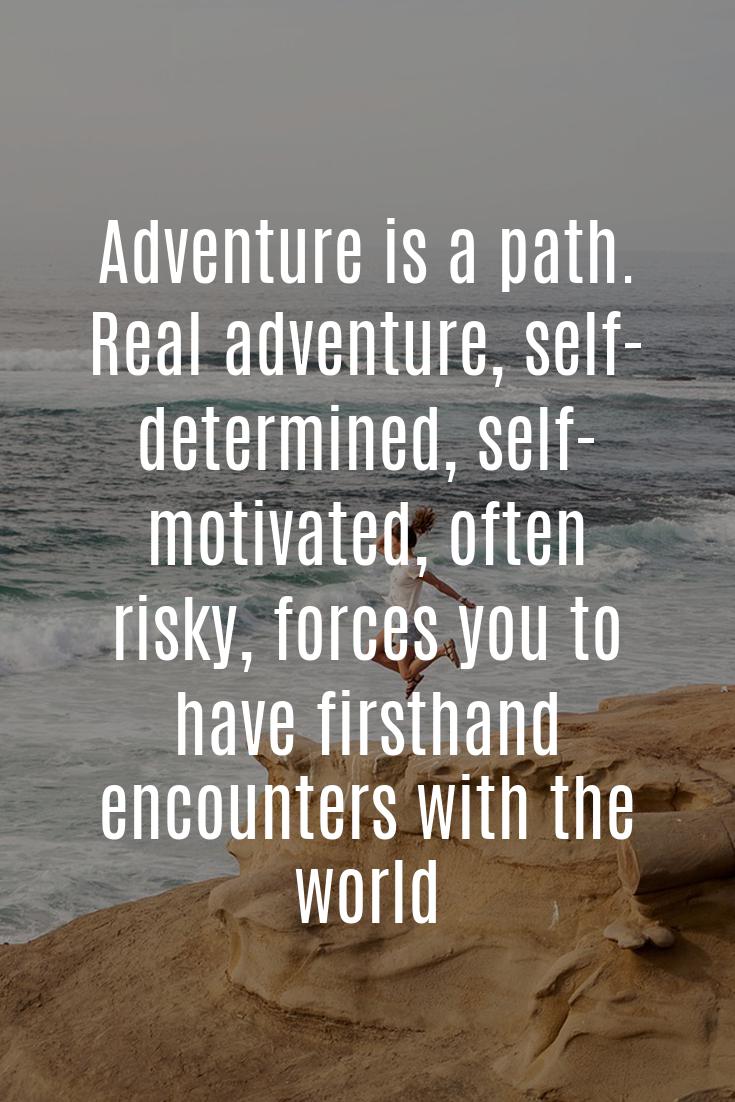 Adventure is a path.
Real adventure, self-
determined, self-
motivated, often
risky, forces you to
have firsthand
encounters with the
world